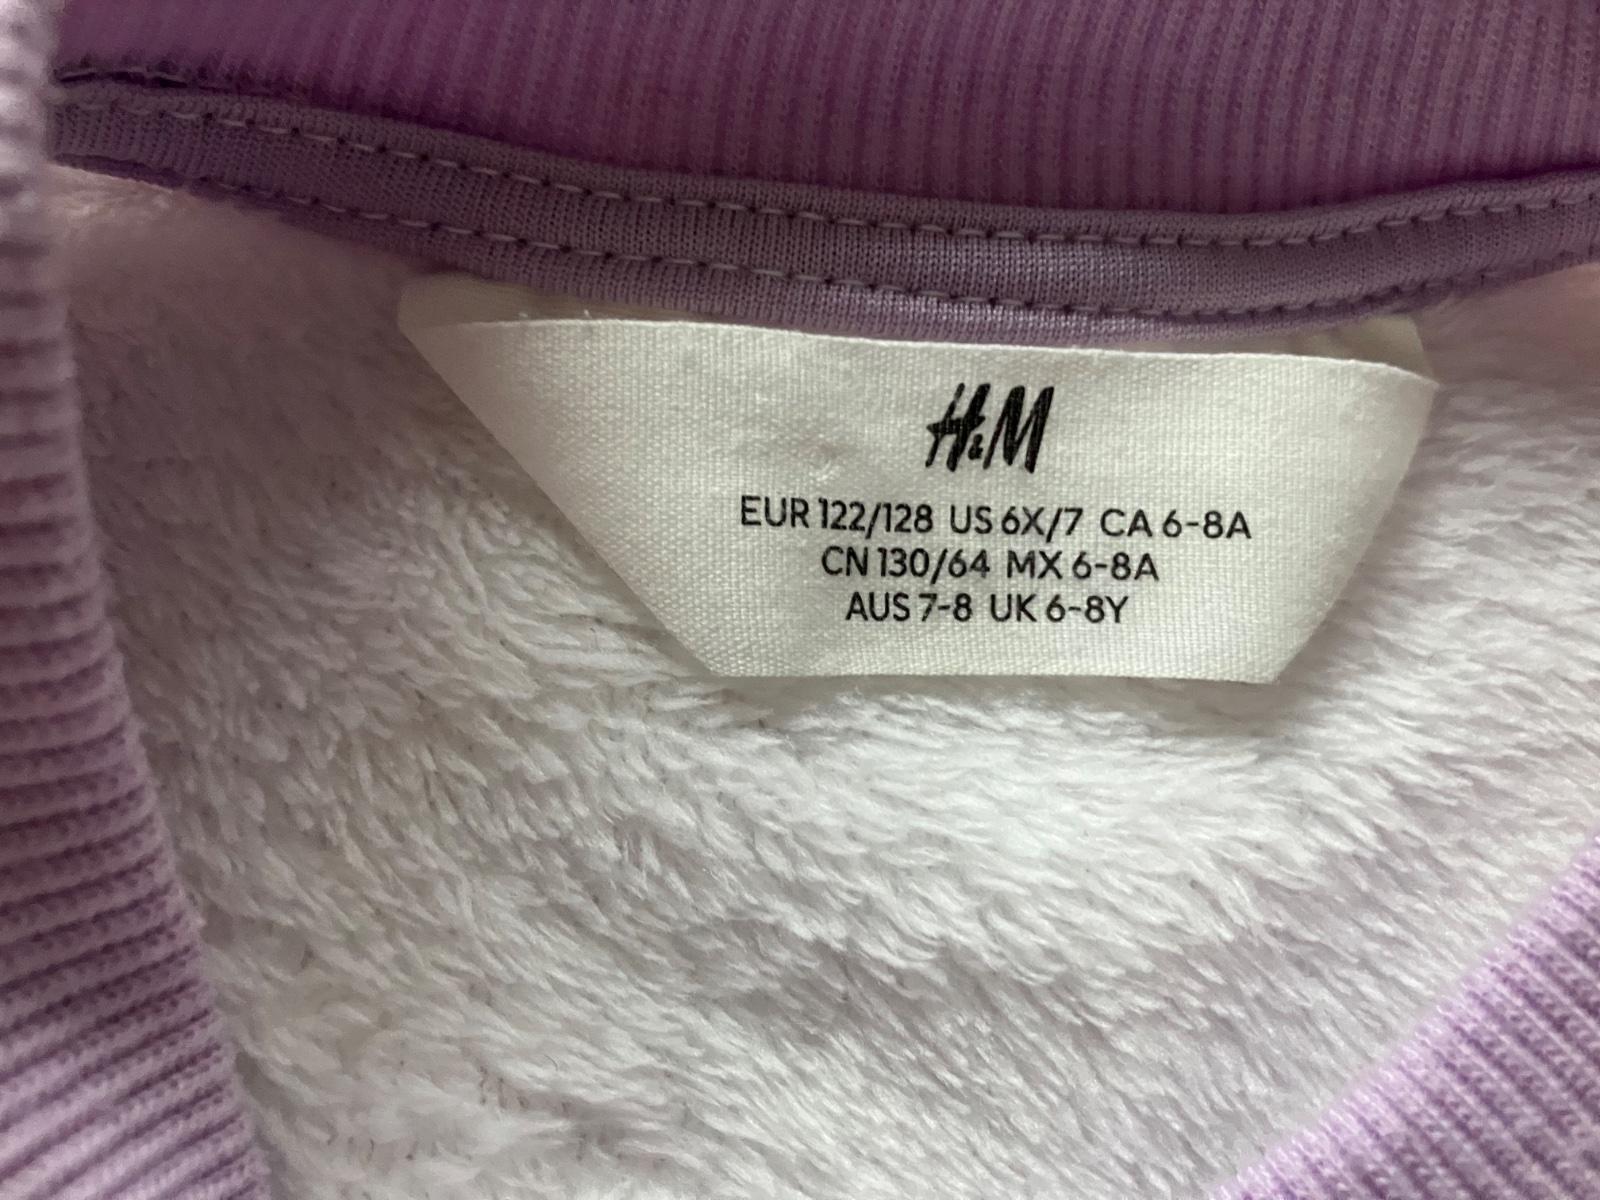 H&M
EUR 122/128 US 6X/7 CA 6-8A
CN 130/64 MX 6-8A
AUS 7-8 UK 6-8Y